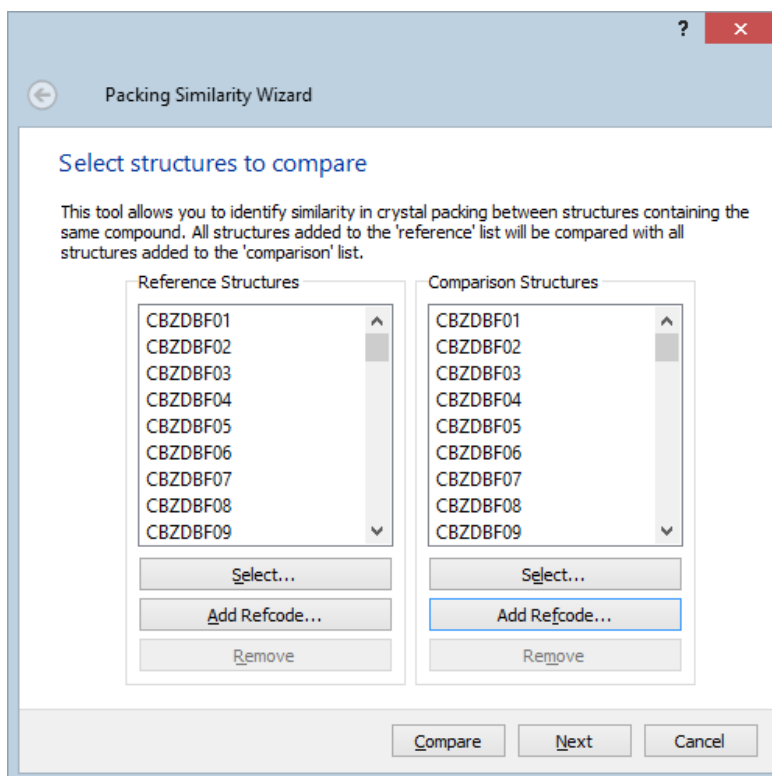 ?
Packing Similarity Wizard
Select structures to compare
This tool allows you to identify similarity in crystal packing between structures containing the
same compound. All structures added to the 'reference' list will be compared with all
structures added to the 'comparison' list.
Reference Structures
CBZDBF01
CBZDBF02
CBZDBF03
CBZDBF04
CBZDBF05
CBZDBF06
CBZDBF07
CBZDBF08
CBZDBF09
Select...
Add Refcode...
Remove
Comparison Structures
CBZDBF01
CBZDBF02
CBZDBF03
CBZDBF04
CBZDBF05
CBZDBF06
CBZDBF07
CBZDBF08
CBZDBF09
Select...
Add Refcode...
Remove
Compare
Next
Cancel